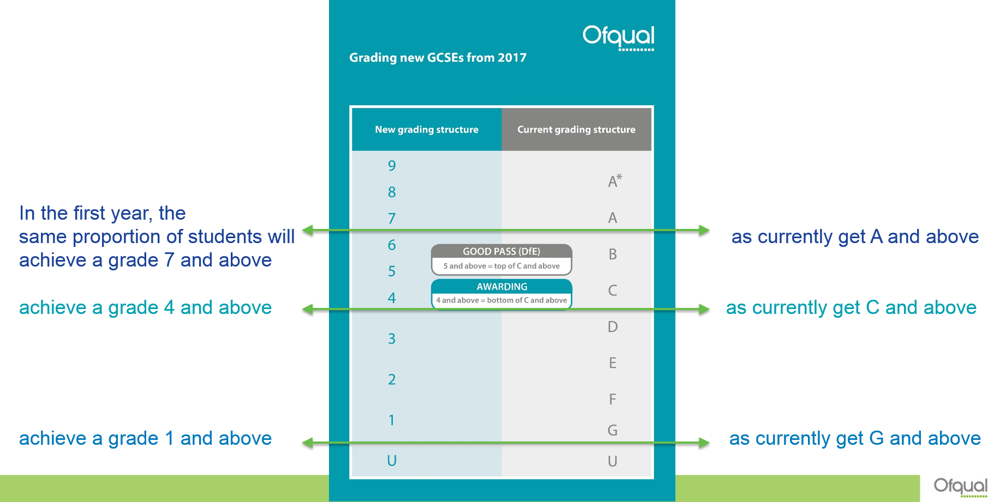 Ofqual
Grading new GCSEs from 2017
New grading structure
Current grading structure
9
8
7
6
5
4
3
2
1
U
A*
A
B
C
D
E
F
G
U
GOOD PASS (DfE)
5 and above = top of C and above
AWARDING
4 and above = bottom of C and above
In the first year, the
same proportion of students will
achieve a grade 7 and above
as currently get A and above
achieve a grade 4 and above
as currently get C and above
achieve a grade 1 and above
as currently get G and above
Ofqual